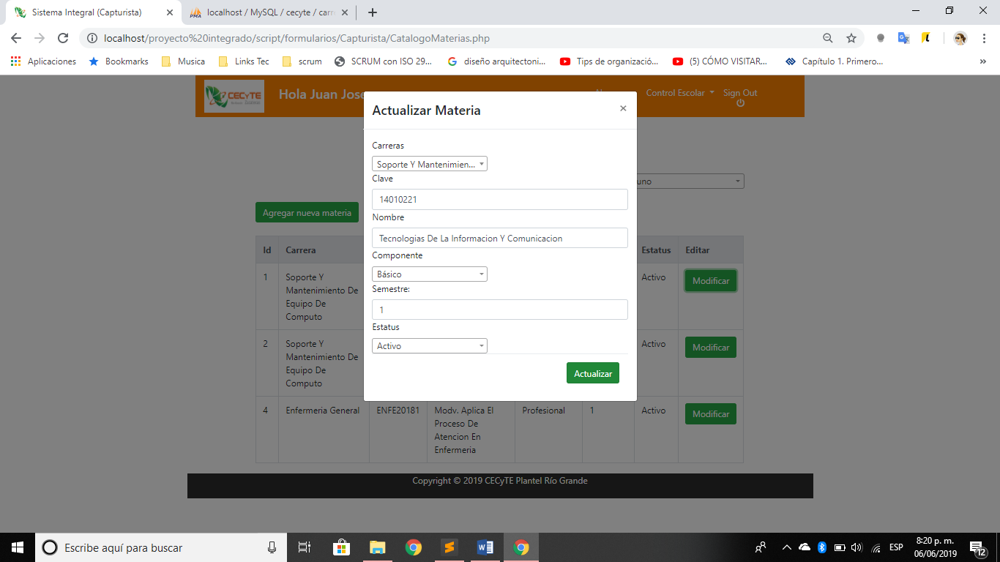 Sistema Integral (Capturista)
localhost / MySQL / cecyte / carr
localhost/proyecto%20integrado/script/formularios/Capturista/CatalogoMaterias.php
Aplicaciones
Bookmarks
Musica
Links Tec
scrum
SCRUM con ISO 29...
diseño arquitectoni...
Tips de organizació...
(5) CÓMO VISITAR...
Capítulo 1. Primero...
CECyTE
Hola Juan Jose
Control Escolar
Sign Out
Actualizar Materia
Carreras
Soporte Y Mantenimien...
Clave
14010221
Nombre
Tecnologias De La Informacion Y Comunicacion
Componente
Básico
Semestre:
1
Estatus
Activo
Actualizar
uno
Agregar nueva materia
Id
Carrera
Estatus
Editar
1
Soporte Y
Mantenimiento De
Equipo De
Computo
Activo
Modificar
2
Soporte Y
Mantenimiento De
Equipo De
Computo
Activo
Modificar
4
Enfermeria General
ENFE20181
Modv. Aplica El
Proceso De
Atencion En
Enfermeria
Profesional
1
Activo
Modificar
Copyright © 2019 CECyTE Plantel Río Grande
Escribe aquí para buscar
ESP
8:20 p. m.
06/06/2019
12